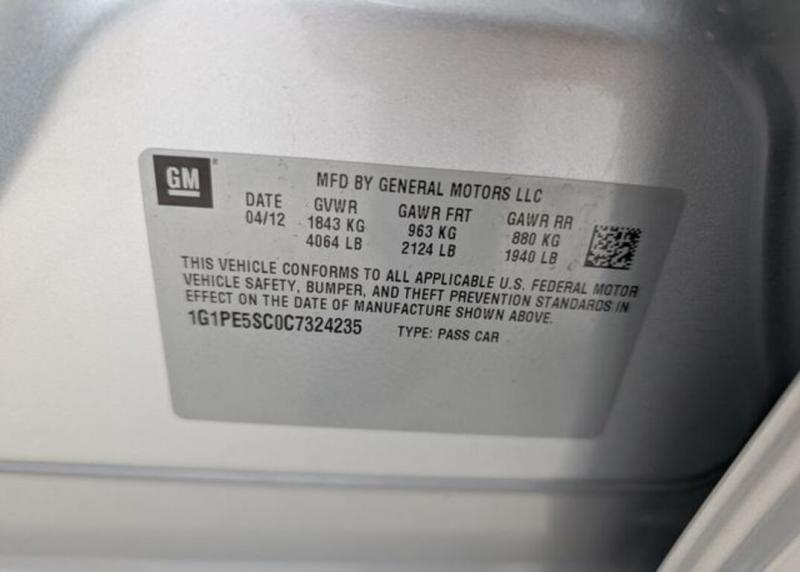 GM
MFD BY GENERAL MOTORS LLC
DATE GVWR GAWR FRT GAWR RR
04/12 1843 KG 963 KG 880 KG
4064 LB 2124 LB 1940 LB
THIS VEHICLE CONFORMS TO ALL APPLICABLE U.S. FEDERAL MOTOR
VEHICLE SAFETY, BUMPER, AND THEFT PREVENTION STANDARDS IN
EFFECT ON THE DATE OF MANUFACTURE SHOWN ABOVE.
1G1PE5SC0C7324235 TYPE: PASS CAR